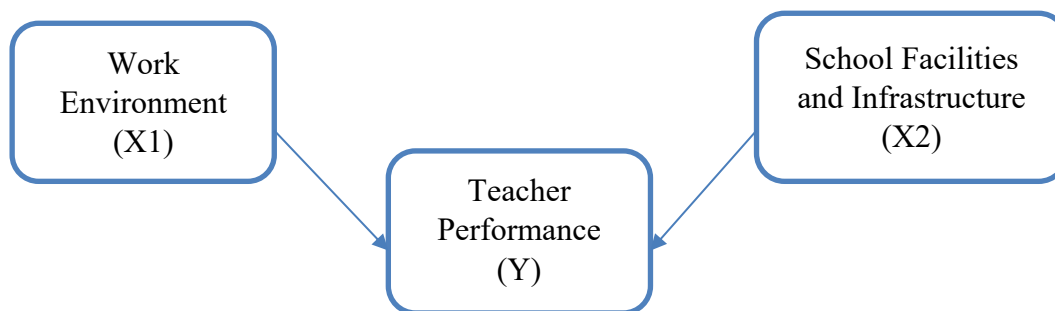 Work
Environment
(X1)
School Facilities
and Infrastructure
(X2)
Teacher
Performance
(Y)